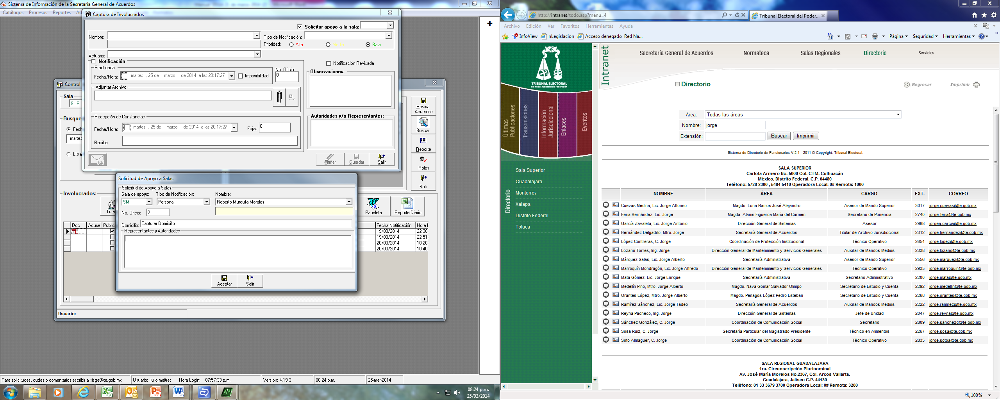 Sistema de Información de la Secretaría General de Acuerdos
Catálogos Procesos Reportes
Captura de Involucrados
Solicitar apoyo a la sala:
Nombre:
Tipo de Notificación:
Prioridad: Alta Baja
Actuario:
Notificación
Notificación Revisada
Practicada:
Fecha/Hora: martes , 25 de marzo de 2014 a las 20:17:27
Imposibilidad
No. Oficio:
0
Observaciones:
Adjuntar Archivo
Recepción de Constancias
Fecha/Hora: martes , 25 de marzo de 2014 a las 20:17:27
Fojas 0
Recibe:
Autoridades y/o Representantes:
Firmar Guardar Salir
Control
Sala
SUP
Busque
Fech
martes
Lista
Revisa Acuerdos
Buscar
Reporte
Roles
Salir
Involucrados:
Turn
Papeleta
Reporte Diario
Doc Acuse Public Fecha Notificación Hora N
19/03/2014 22:30:
19/03/2014 22:51:
20/03/2014 10:20:
20/03/2014 10:40:
Usuario:
Solicitud de Apoyo a Salas
Solicitud de Apoyo a Salas
Sala de apoyo: Tipo de Notificación: Nombre:
SM Personal Roberto Murguía Morales
No. Oficio: 0
Domicilio: Capturar Domicilio
Representantes y Autoridades
Aceptar Salir
Para solicitudes, dudas o comentarios escribir a sisga@te.gob.mx Usuario: julio.maitret Hora Login: 07:57:33 p.m. Version: 4.19.3 08:24 p.m. 25-mar-2014
08:24 p.m.
25/03/2014
http://intranet/todo.asp?menu=4
Tribunal Electoral del Poder...
Archivo Edición Ver Favoritos Herramientas Ayuda
InfoView nLegislacion Acceso denegado Red Na...
Página Seguridad Herramientas
Intranet
Secretaría General de Acuerdos Normateca Salas Regionales Directorio Servicios
TRIBUNAL ELECTORAL
del Poder Judicial de la Federación
Últimas Publicaciones
Transmisiones
Información Jurisdiccional
Enlaces
Eventos
Directorio
Sala Superior
Guadalajara
Monterrey
Xalapa
Distrito Federal
Toluca
Directorio
Regresar Imprimir
Área: Todas las áreas
Nombre: jorge
Extensión: Buscar Imprimir
Sistema de Directorio de Funcionarios V.2.1 - 2011 © Copyright, Tribunal Electoral.
SALA SUPERIOR
Carlota Armero No. 5000 Col. CTM. Culhuacán
México, Distrito Federal. C.P. 04480
Teléfono: 5728 2300 , 5484 5410 Operadora Local: 0# Remota: 1000
NOMBRE ÁREA CARGO EXT. CORREO
Cuevas Medina, Lic. Jorge Alfonso Magdo. Luna Ramos José Alejandro Asesor de Mando Superior 3017 jorge.cuevas@te.gob.mx
Feria Hernández, Lic. Jorge Magda. Alanis Figueroa María del Carmen Secretario de Ponencia 2740 jorge.feria@te.gob.mx
García Zavaleta, Lic. Jorge Antonio Dirección General de Sistemas Asesor 2968 jorgea.garcia@te.gob.mx
Hernández Delgadillo, Mtro. Jorge Secretaría General de Acuerdos Titular de Archivo Jurisdiccional 2312 jorge.hernandez@te.gob.mx
López Contreras, C. Jorge Coordinación de Protección Institucional Técnico Operativo 2654 jorge.lopez@te.gob.mx
Lozano Torres, Ing. Jorge Dirección General de Mantenimiento y Servicios Generales Auxiliar de Mandos Medios 2338 jorge.lozano@te.gob.mx
Márquez Salas, Lic. Jorge Alberto Secretaría Administrativa Asesor de Mando Superior 2556 jorge.marquez@te.gob.mx
Marroquín Mondragón, Lic. Jorge Alfredo Dirección General de Mantenimiento y Servicios Generales Tecnico Operativo 2935 jorge.marroquin@te.gob.mx
Mata Gómez, Lic. Jorge Enrique Secretaría Administrativa Secretario Administrativo 2200 jorge.mata@te.gob.mx
Medellín Pino, Mtro. Jorge Alberto Magdo. Nava Gomar Salvador Olimpo Secretario de Estudio y Cuenta 2292 jorge.medellin@te.gob.mx
Orantes López, Mtro. Jorge Alberto Magdo. Penagos López Pedro Esteban Secretario de Estudio y Cuenta 2268 jorge.orantes@te.gob.mx
Ramírez Sánchez, Lic. Jorge Tadeo Secretaría General de Acuerdos Auxiliar de Mandos Medios 2222 jorge.ramirez@te.gob.mx
Reyna Pacheco, Ing. Jorge Dirección General de Sistemas Jefe de Unidad 2047 jorge.reyna@te.gob.mx
Sánchez González, C. Jorge Coordinación de Comunicación Social Secretario 2809 jorge.sanchezg@te.gob.mx
Sosa Ruiz, C. Jorge Secretaría Particular del Magistrado Presidente Técnico en Alimentos 2267 jorge.sosa@te.gob.mx
Soto Almaguer, C. Jorge Coordinación de Comunicación Social Técnico Operativo 2835 jorge.sotoa@te.gob.mx
SALA REGIONAL GUADALAJARA
1ra. Circunscripción Plurinominal
Av. José María Morelos No.2367, Col. Arcos Vallarta.
Guadalajara, Jalisco C.P. 44130
Teléfono: 01 33 3679 3700 Operadora Local: 0# Remota: 3280
100%